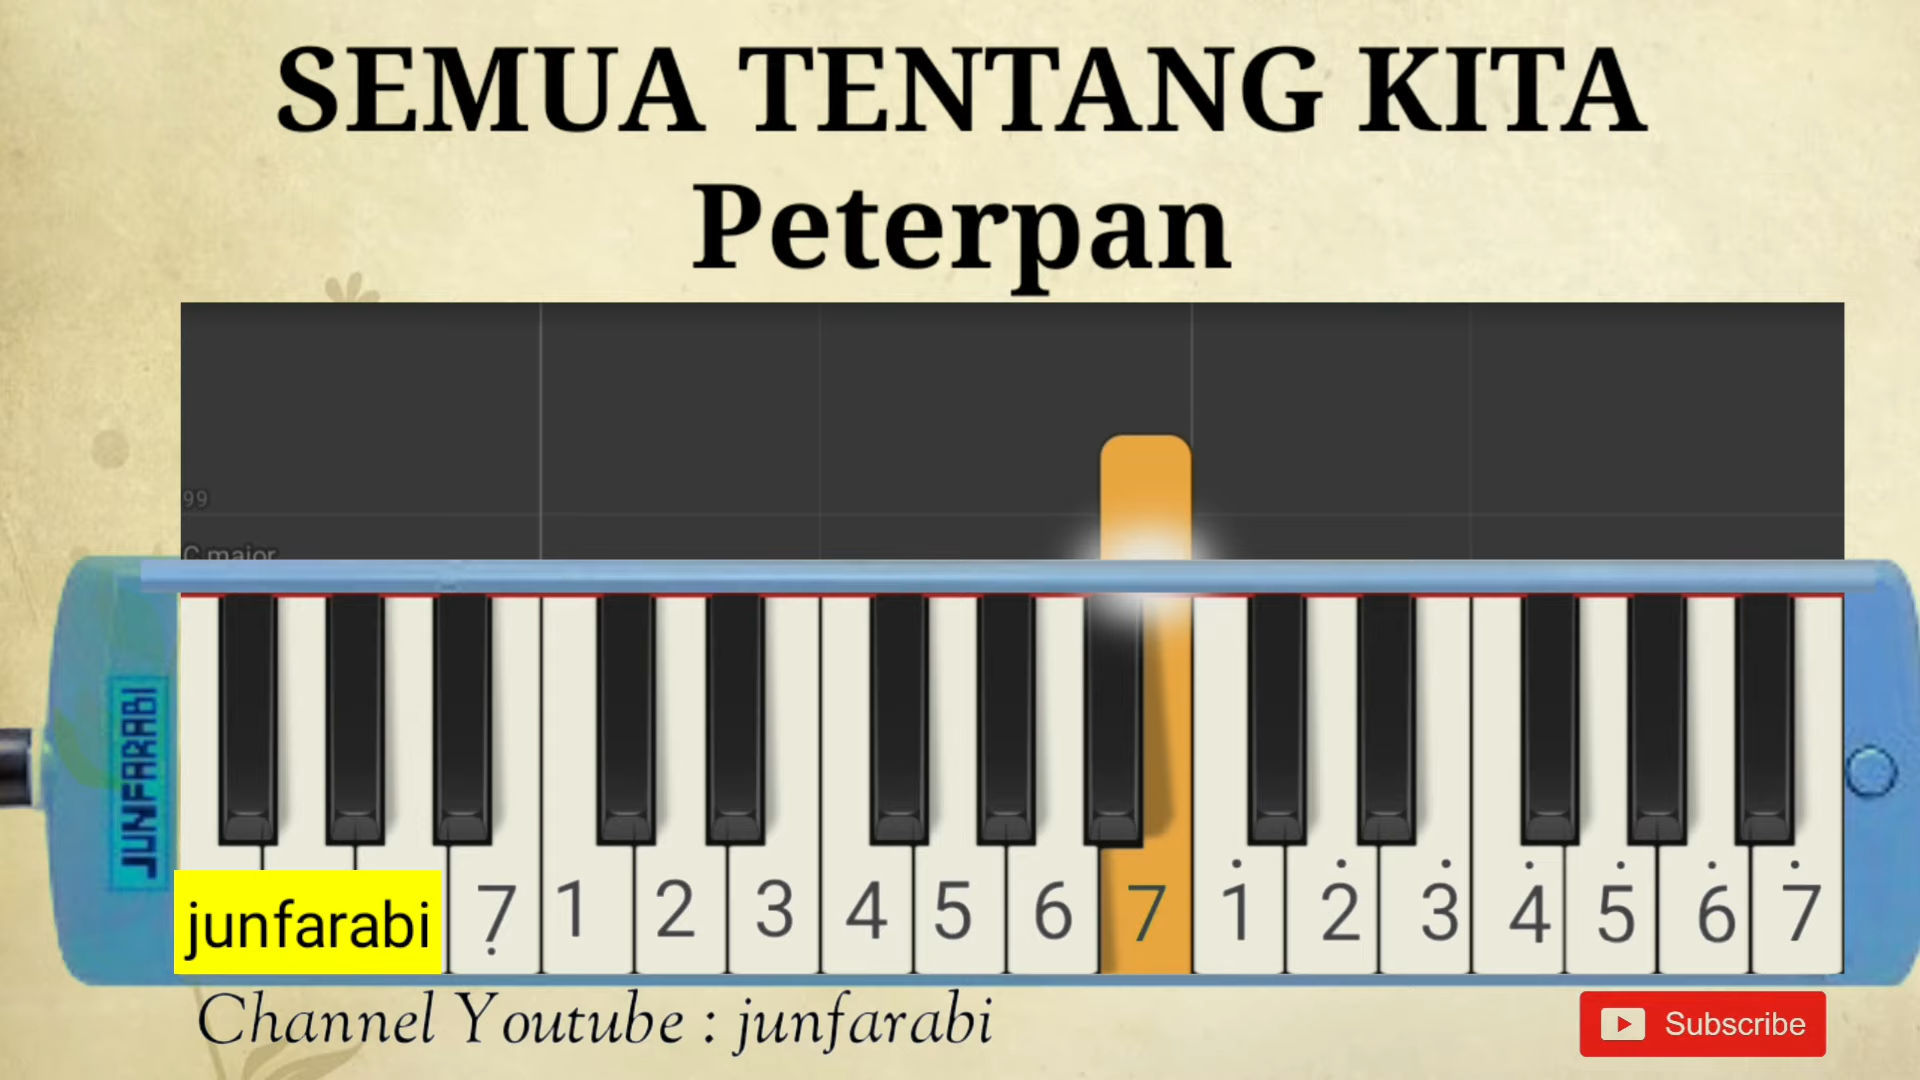 SEMUA TENTANG KITA
Peterpan
99
C major
JUNFARABI
junfarabi
7̣ 1 2 3 4 5 6 7 1̇ 2̇ 3̇ 4̇ 5̇ 6̇ 7̇
Channel Youtube : junfarabi
Subscribe